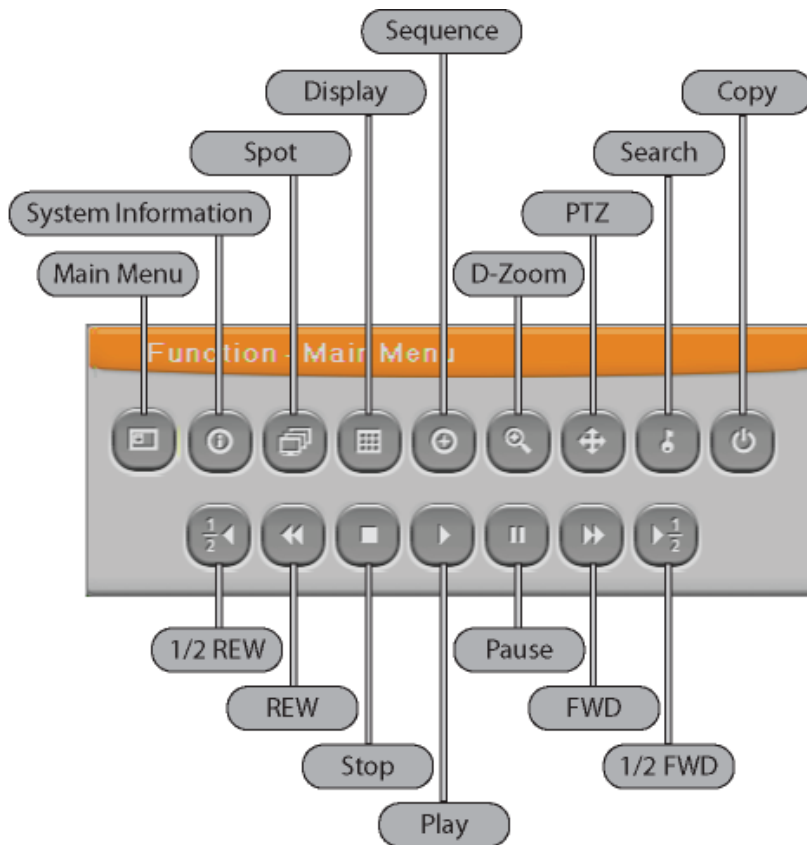 Sequence
Display
Copy
Spot
Search
System Information
PTZ
Main Menu
D-Zoom
Function - Main Menu
1/2
1/2
1/2 REW
Pause
REW
FWD
Stop
1/2 FWD
Play